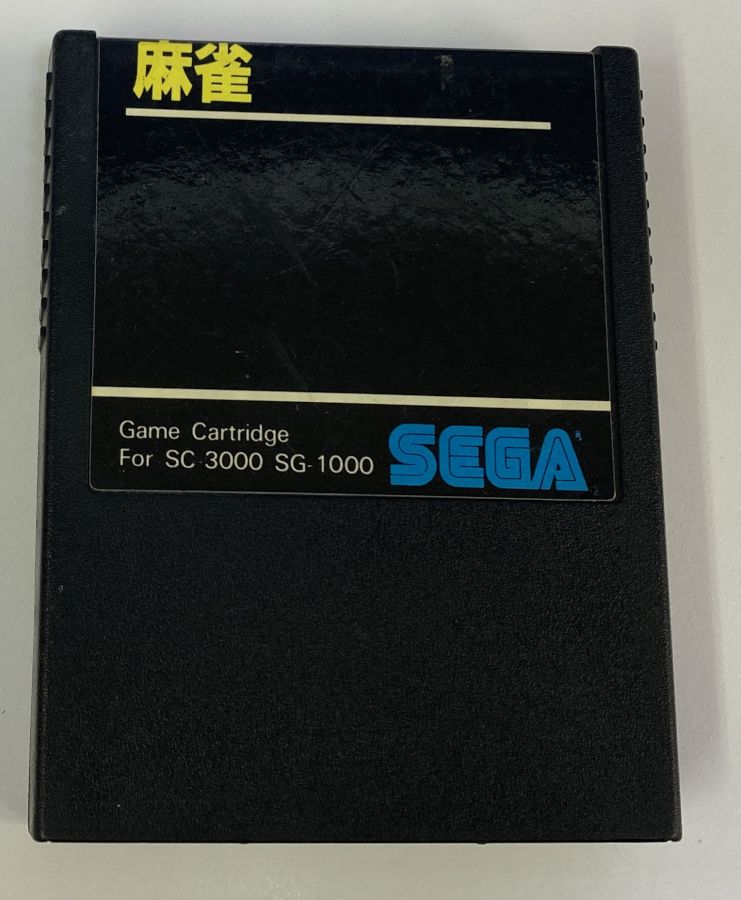 麻雀
Game Cartridge
For SC-3000 SG-1000
SEGA®